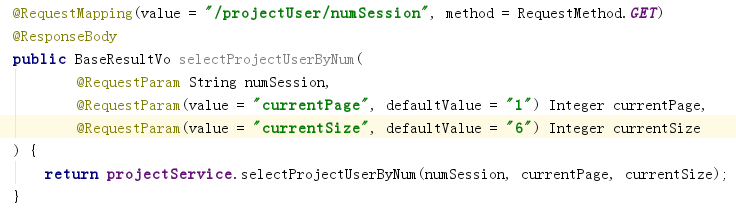 @RequestMapping(value = "/projectUser/numSession", method = RequestMethod.GET)
@ResponseBody
public BaseResultVo selectProjectUserByNum(
        @RequestParam String numSession,
        @RequestParam(value = "currentPage", defaultValue = "1") Integer currentPage,
        @RequestParam(value = "currentSize", defaultValue = "6") Integer currentSize
) {
    return projectService.selectProjectUserByNum(numSession, currentPage, currentSize);
}